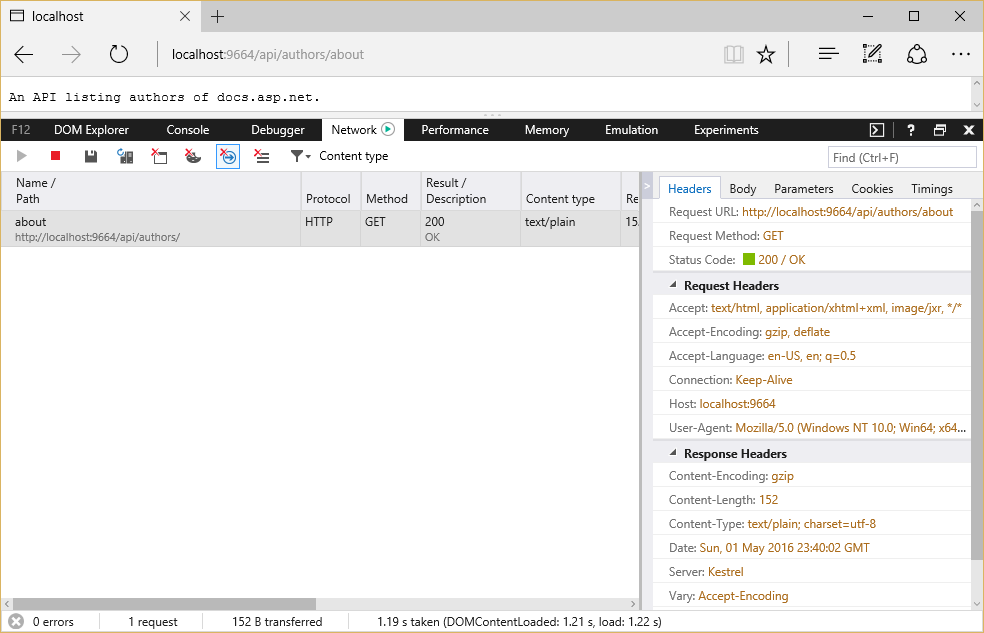 localhost
localhost:9664/api/authors/about
An API listing authors of docs.asp.net.
F12 DOM Explorer Console Debugger Network Performance Memory Emulation Experiments ?
Content type Find (Ctrl+F)
Name / Path Protocol Method Result / Description Content type Re
about HTTP GET 200 text/plain 15.
http://localhost:9664/api/authors/ OK
> Headers Body Parameters Cookies Timings
Request URL: http://localhost:9664/api/authors/about
Request Method: GET
Status Code: 200 / OK
Request Headers
Accept: text/html, application/xhtml+xml, image/jxr, */*
Accept-Encoding: gzip, deflate
Accept-Language: en-US, en; q=0.5
Connection: Keep-Alive
Host: localhost:9664
User-Agent: Mozilla/5.0 (Windows NT 10.0; Win64; x64...
Response Headers
Content-Encoding: gzip
Content-Length: 152
Content-Type: text/plain; charset=utf-8
Date: Sun, 01 May 2016 23:40:02 GMT
Server: Kestrel
Vary: Accept-Encoding
0 errors 1 request 152 B transferred 1.19 s taken (DOMContentLoaded: 1.21 s, load: 1.22 s)